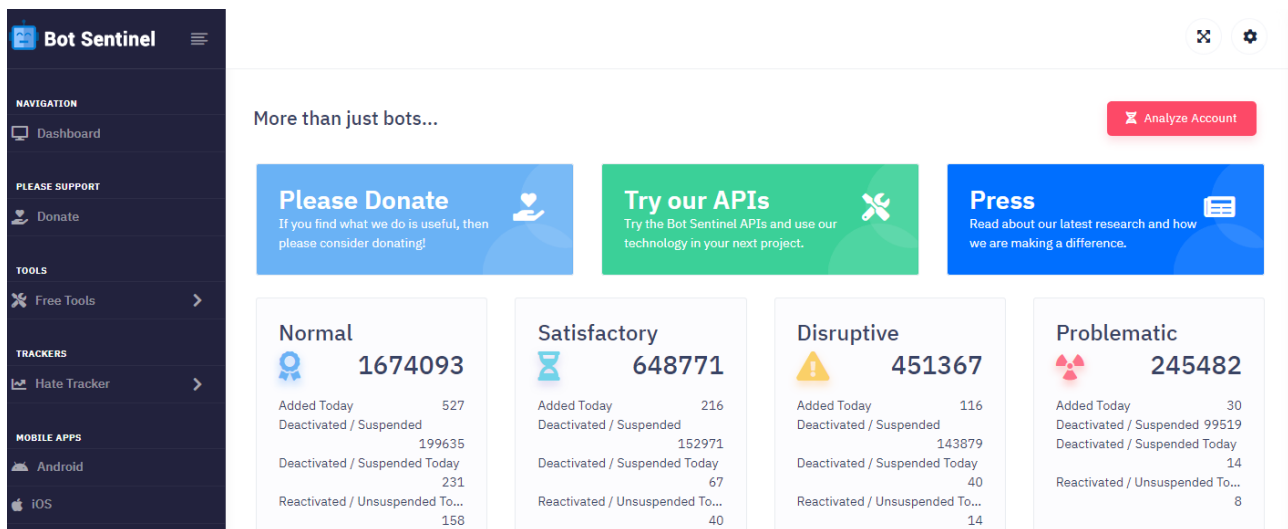 Bot Sentinel
NAVIGATION
Dashboard
PLEASE SUPPORT
Donate
TOOLS
Free Tools
TRACKERS
Hate Tracker
MOBILE APPS
Android
iOS
More than just bots...
Analyze Account
Please Donate
If you find what we do is useful, then
please consider donating!
Try our APIs
Try the Bot Sentinel APIs and use our
technology in your next project.
Press
Read about our latest research and how
we are making a difference.
Normal
1674093
Added Today 527
Deactivated / Suspended
199635
Deactivated / Suspended Today
231
Reactivated / Unsuspended To...
158
Satisfactory
648771
Added Today 216
Deactivated / Suspended
152971
Deactivated / Suspended Today
67
Reactivated / Unsuspended To...
40
Disruptive
451367
Added Today 116
Deactivated / Suspended
143879
Deactivated / Suspended Today
40
Reactivated / Unsuspended To...
14
Problematic
245482
Added Today 30
Deactivated / Suspended 99519
Deactivated / Suspended Today
14
Reactivated / Unsuspended To...
8